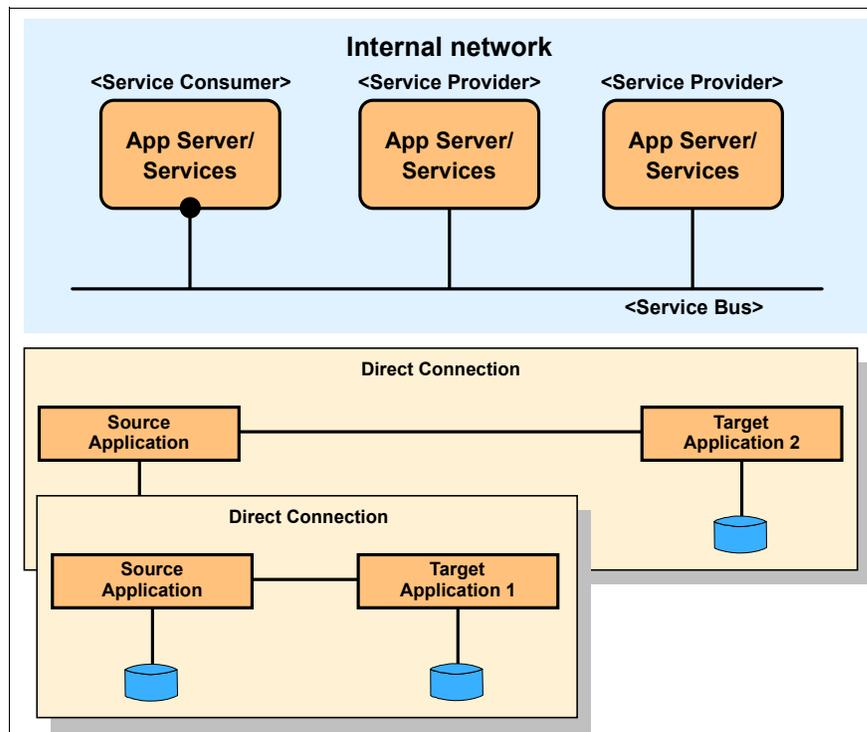 Internal network
<Service Consumer>
<Service Provider>
<Service Provider>
App Server/
Services
App Server/
Services
App Server/
Services
<Service Bus>
Direct Connection
Source
Application
Target
Application 2
Direct Connection
Source
Application
Target
Application 1